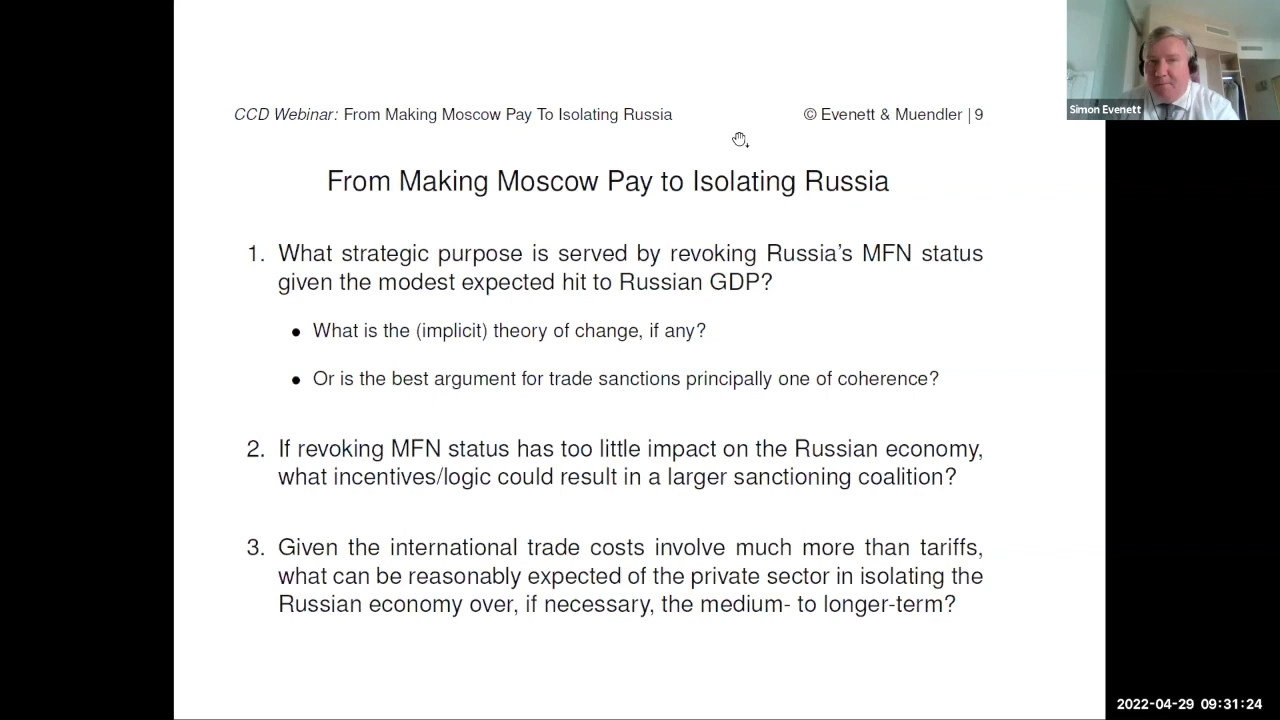 Simon Evenett
CCD Webinar: From Making Moscow Pay To Isolating Russia
© Evenett & Muendler | 9
From Making Moscow Pay to Isolating Russia
1. What strategic purpose is served by revoking Russia's MFN status
given the modest expected hit to Russian GDP?
• What is the (implicit) theory of change, if any?
• Or is the best argument for trade sanctions principally one of coherence?
2. If revoking MFN status has too little impact on the Russian economy,
what incentives/logic could result in a larger sanctioning coalition?
3. Given the international trade costs involve much more than tariffs,
what can be reasonably expected of the private sector in isolating the
Russian economy over, if necessary, the medium- to longer-term?
2022-04-29 09:31:24